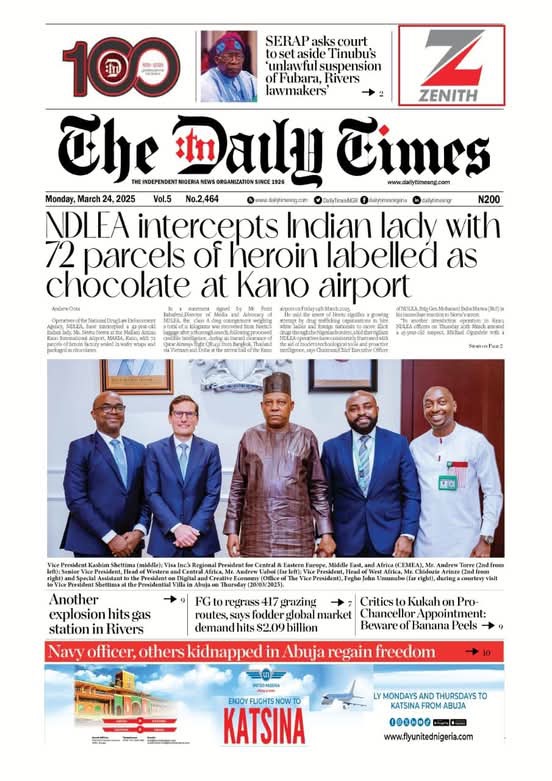 100
SERAP asks court
to set aside Tinubu's
'unlawful suspension
of Fubara, Rivers
lawmakers'
2
Z
ZENITH
The :tn Daily Times
THE INDEPENDENT NIGERIA NEWS ORGANIZATION SINCE 1926
www.dailytimesng.com
Monday, March 24, 2025 Vol.5 No.2,464 www.dailytimesng.com DailyTimesNGR dailytimesnigeria dailytimesngr N200
NDLEA intercepts Indian lady with
72 parcels of heroin labelled as
chocolate at Kano airport
Andrew Orru
Operatives of the National Drug Law Enforcement
Agency, NDLEA, have intercepted a 42-year-old
Indian lady, Ms. Neetu Neetu at the Mallam Aminu
Kano International Airport, MAKIA, Kano, with 72
parcels of heroin factory sealed in wafer wraps and
packaged as chocolates.
In a statement signed by Mr Femi
Babafemi, Director of Media and Advocacy of
NDLEA, the class A drug consignment weighing
a total of 11 kilograms was recovered from Neetu's
luggage after a thorough search, following processed
credible intelligence, during an inward clearance of
Qatar Airways flight QR1431 from Bangkok, Thailand
via Vietnam and Doha at the arrival hall of the Kano
airport on Friday 14th March 2025.
He said the arrest of Neetu signifies a growing
strategy by drug trafficking organisations to hire
white ladies and foreign nationals to move illicit
drugs through the Nigerian borders, a bid that vigilant
NDLEA operatives have consistently frustrated with
the aid of modern technological tools and proactive
intelligence, says Chairman/Chief Executive Officer
of NDLEA, Brig Gen. Mohamed Buba Marwa (Rtd) in
his immediate reaction to Neetu's arrest.
"In another interdiction operation in Kano,
NDLEA officers on Thursday 20th March arrested
a 45-year-old suspect, Michael Ogundele with a
Vice President Kashim Shettima (middle); Visa Inc.'s Regional President for Central & Eastern Europe, Middle East, and Africa (CEMEA), Mr. Andrew Torre (2nd from
left); Senior Vice President, Head of Western and Central Africa, Mr. Andrew Uaboi (far left); Vice President, Head of West Africa, Mr. Chidozie Arinze (2nd from
right) and Special Assistant to the President on Digital and Creative Economy (Office of The Vice President), Fegho John Umunubo (far right), during a courtesy visit
to Vice President Shettima at the Presidential Villa in Abuja on Thursday (20/03/2025).
Another
explosion hits gas
station in Rivers
9
FG to regrass 417 grazing
routes, says fodder global market
demand hits $2.09 billion
7
Critics to Kukah on Pro-
Chancellor Appointment:
Beware of Banana Peels
9
Navy officer, others kidnapped in Abuja regain freedom
10
UNITED NIGERIA
ENJOY FLIGHTS NOW TO
KATSINA
LY MONDAYS AND THURSDAYS TO
KATSINA FROM ABUJA
www.flyunitednigeria.com